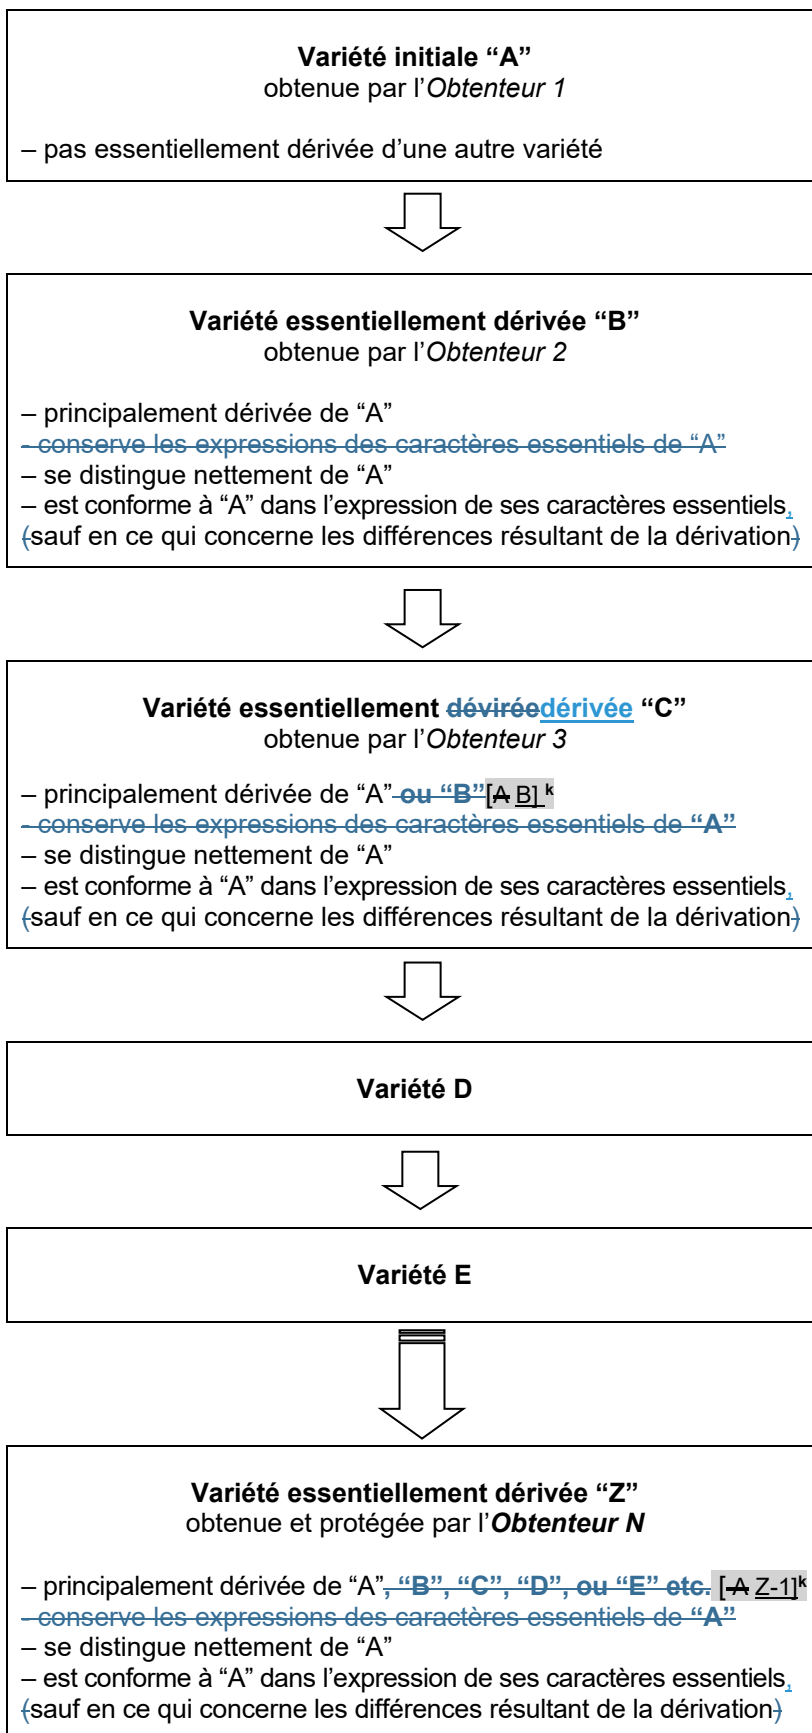 Variété initiale “A”
obtenue par l’Obtenteur 1
– pas essentiellement dérivée d’une autre variété
Variété essentiellement dérivée “B”
obtenue par l’Obtenteur 2
– principalement dérivée de “A”
- conserve les expressions des caractères essentiels de “A”
– se distingue nettement de “A”
– est conforme à “A” dans l’expression de ses caractères essentiels,
(sauf en ce qui concerne les différences résultant de la dérivation)
Variété essentiellement déviréedérivée “C”
obtenue par l’Obtenteur 3
– principalement dérivée de “A” ou “B”[A B] k
- conserve les expressions des caractères essentiels de “A”
– se distingue nettement de “A”
– est conforme à “A” dans l’expression de ses caractères essentiels,
(sauf en ce qui concerne les différences résultant de la dérivation)
Variété D
Variété E
Variété essentiellement dérivée “Z”
obtenue et protégée par l’Obtenteur N
– principalement dérivée de “A”, “B”, “C”, “D”, ou “E” etc. [ A Z-1]k
- conserve les expressions des caractères essentiels de “A”
– se distingue nettement de “A”
– est conforme à “A” dans l’expression de ses caractères essentiels,
(sauf en ce qui concerne les différences résultant de la dérivation)